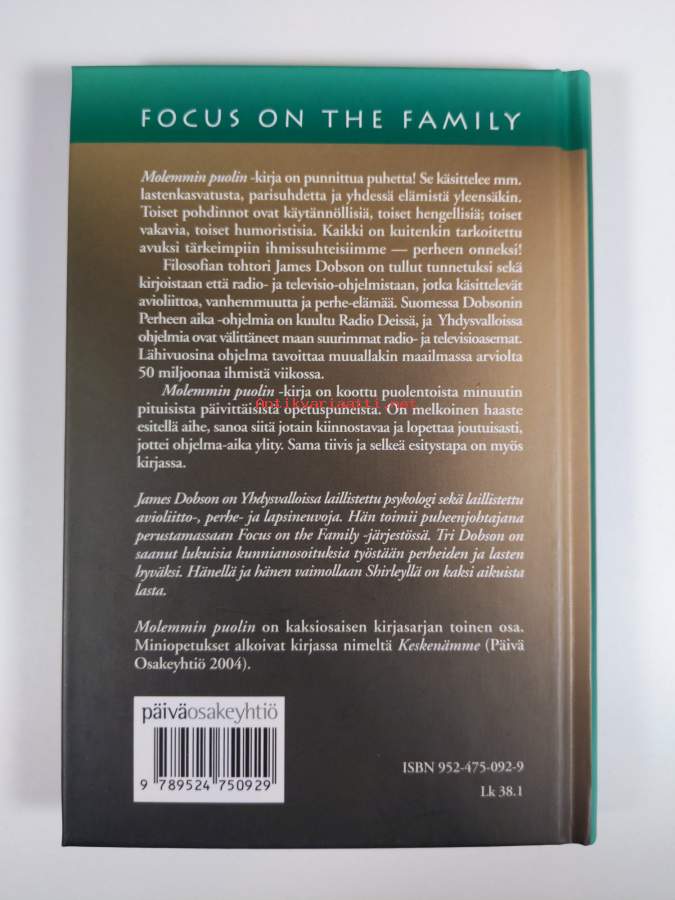 FOCUS ON THE FAMILY
Molemmin puolin -kirja on punnittua puhetta! Se käsittelee mm.
lastenkasvatusta, parisuhdetta ja yhdessä elämistä yleensäkin.
Toiset pohdinnot ovat käytännöllisiä, toiset hengellisiä; toiset
vakavia, toiset humoristisia. Kaikki on kuitenkin tarkoitettu
avuksi tärkeimpiin ihmissuhteisiimme — perheen onneksi!
Filosofian tohtori James Dobson on tullut tunnetuksi sekä
kirjoistaan että radio- ja televisio-ohjelmistaan, jotka käsittelevät
avioliittoa, vanhemmuutta ja perhe-elämää. Suomessa Dobsonin
Perheen aika -ohjelmia on kuultu Radio Deissä, ja Yhdysvalloissa
ohjelmia ovat välittäneet maan suurimmat radio- ja televisioasemat.
Lähivuosina ohjelma tavoittaa muuallakin maailmassa arviolta
50 miljoonaa ihmistä viikossa.
Molemmin puolin -kirja on koottu puolentoista minuutin
pituisista päivittäisistä opetuspuheista. On melkoinen haaste
Antikvariaatti.net
esitellä aihe, sanoa siitä jotain kiinnostavaa ja lopettaa joutuisasti,
jottei ohjelma-aika ylity. Sama tiivis ja selkeä esitystapa on myös
kirjassa.
James Dobson on Yhdysvalloissa laillistettu psykologi sekä laillistettu
avioliitto-, perhe- ja lapsineuvoja. Hän toimii puheenjohtajana
perustamassaan Focus on the Family -järjestössä. Tri Dobson on
saanut lukuisia kunnianosoituksia työstään perheiden ja lasten
hyväksi. Hänellä ja hänen vaimollaan Shirleyllä on kaksi aikuista
lasta.
Molemmin puolin on kaksiosaisen kirjasarjan toinen osa.
Miniopetukset alkoivat kirjassa nimeltä Keskenämme (Päivä
Osakeyhtiö 2004).
päiväosakeyhtiö
9 789524 750929
ISBN 952-475-092-9
Lk 38.1